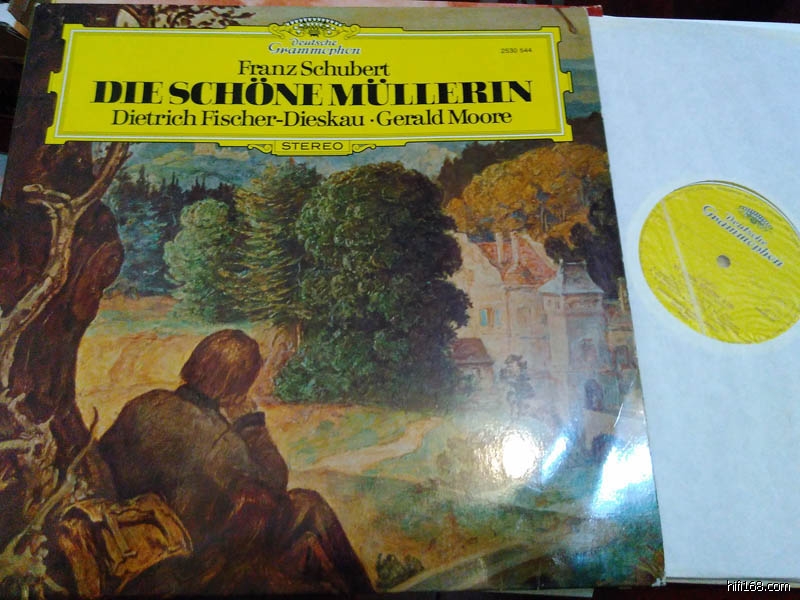 Deutsche
Grammophon
2530 544
Franz Schubert
DIE SCHÖNE MÜLLERIN
Dietrich Fischer-Dieskau · Gerald Moore
STEREO
Deutsche
Grammophon
hifi168.com